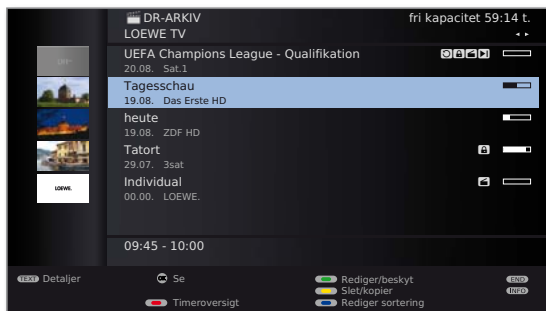 DR-ARKIV fri kapacitet 59:14 t.
LOEWE TV
UEFA Champions League - Qualifikation
20.08. Sat.1
Tagesschau
19.08. Das Erste HD
heute
19.08. ZDF HD
Tatort
29.07. 3sat
Individual
00.00. LOEWE.
LOEWE.
09:45 - 10:00
TEXT Detaljer OK Se Rediger/beskyt END
Slet/kopier INFO
Timeroversigt Rediger sortering